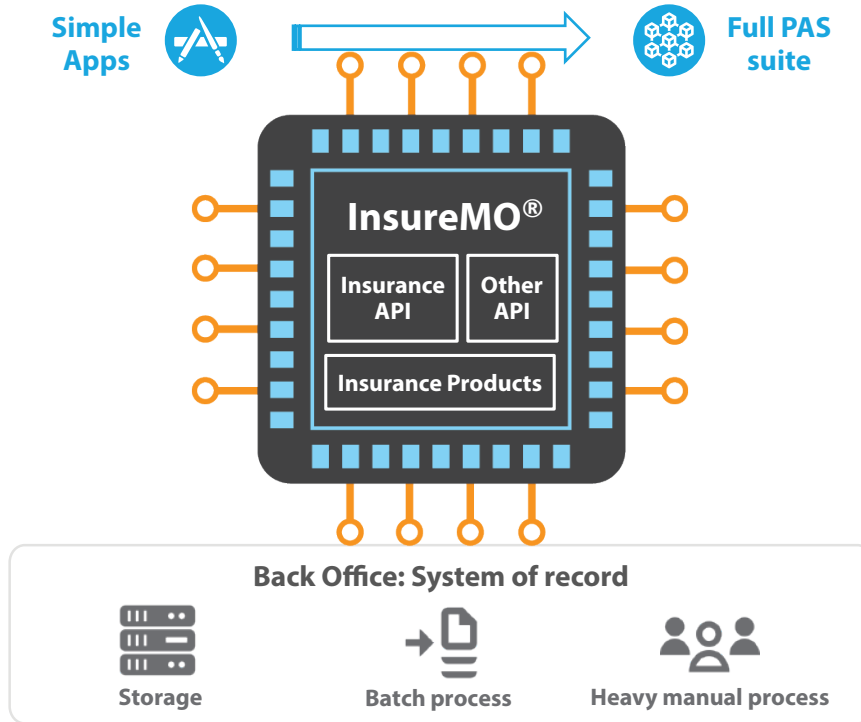 Simple
Apps
Full PAS
suite
InsureMO®
Insurance
API
Other
API
Insurance Products
Back Office: System of record
Storage
Batch process
Heavy manual process